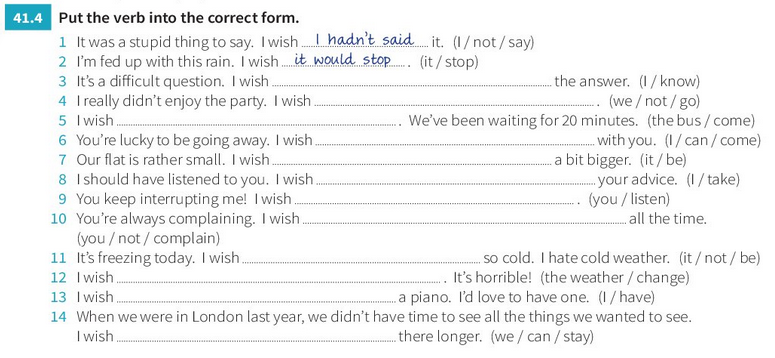 41.4 Put the verb into the correct form.
1 It was a stupid thing to say. I wish I hadn't said it. (I / not / say)
2 I'm fed up with this rain. I wish it would stop. (it / stop)
3 It's a difficult question. I wish the answer. (I / know)
4 I really didn't enjoy the party. I wish . (we / not / go)
5 I wish . We've been waiting for 20 minutes. (the bus / come)
6 You're lucky to be going away. I wish with you. (I / can / come)
7 Our flat is rather small. I wish a bit bigger. (it / be)
8 I should have listened to you. I wish your advice. (I / take)
9 You keep interrupting me! I wish . (you / listen)
10 You're always complaining. I wish all the time.
(you / not / complain)
11 It's freezing today. I wish so cold. I hate cold weather. (it / not / be)
12 I wish . It's horrible! (the weather / change)
13 I wish a piano. I'd love to have one. (I / have)
14 When we were in London last year, we didn't have time to see all the things we wanted to see.
I wish there longer. (we / can / stay)